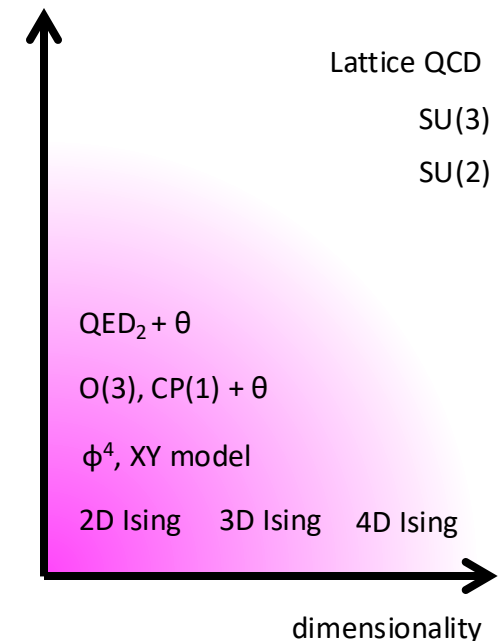 Lattice QCD
SU(3)
SU(2)
QED₂ + θ
O(3), CP(1) + θ
ϕ⁴, XY model
2D Ising 3D Ising 4D Ising
dimensionality